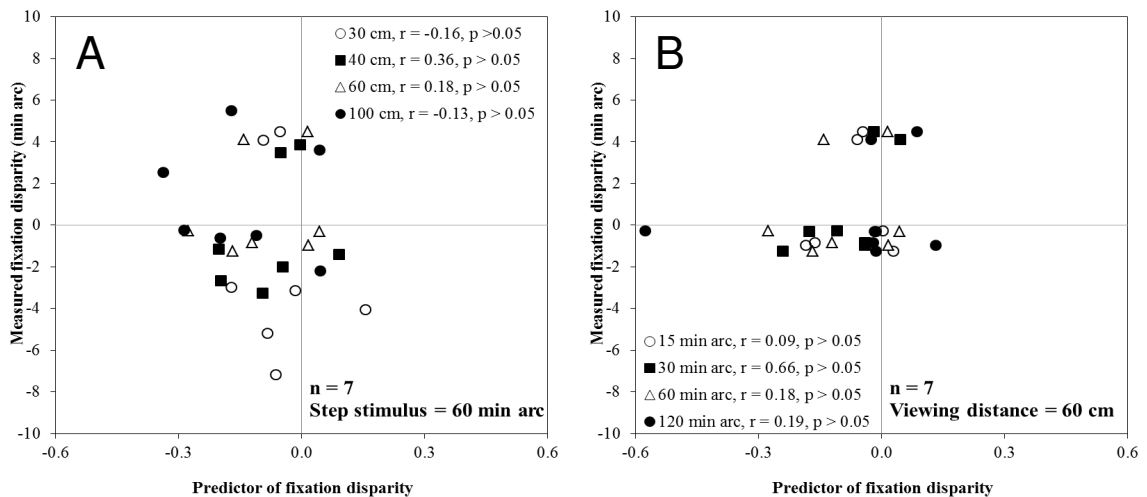 A
○ 30 cm, r = -0.16, p >0.05
■ 40 cm, r = 0.36, p > 0.05
△ 60 cm, r = 0.18, p > 0.05
● 100 cm, r = -0.13, p > 0.05
10
8
6
4
2
0
-2
-4
-6
-8
-10
Measured fixation disparity (min arc)
n = 7
Step stimulus = 60 min arc
-0.6
-0.3
0.0
0.3
0.6
Predictor of fixation disparity
B
10
8
6
4
2
0
-2
-4
-6
-8
-10
Measured fixation disparity (min arc)
○ 15 min arc, r = 0.09, p > 0.05
■ 30 min arc, r = 0.66, p > 0.05
△ 60 min arc, r = 0.18, p > 0.05
● 120 min arc, r = 0.19, p > 0.05
n = 7
Viewing distance = 60 cm
-0.6
-0.3
0.0
0.3
0.6
Predictor of fixation disparity